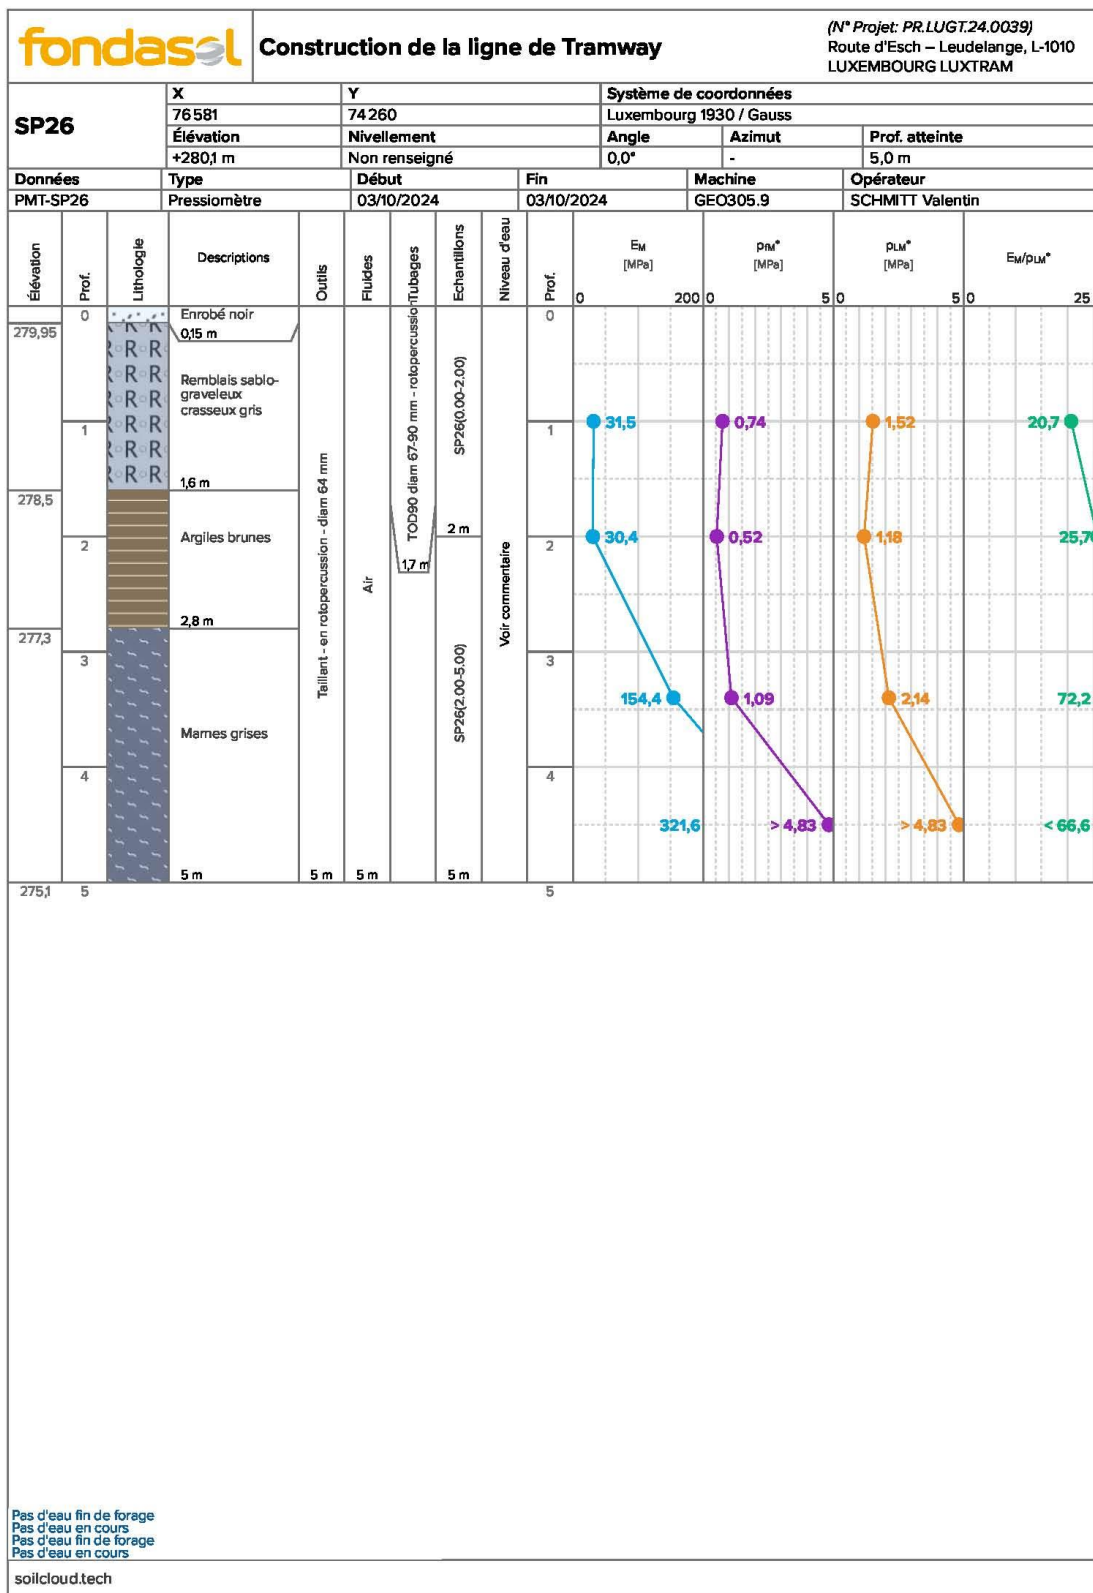 fondasol
Construction de la ligne de Tramway
(N° Projet: PR.LUGT.24.0039)
Route d'Esch – Leudelange, L-1010
LUXEMBOURG LUXTRAM
SP26
X
Y
Système de coordonnées
76 581
74 260
Luxembourg 1930 / Gauss
Élévation
Nivellement
Angle
Azimut
Prof. atteinte
+280,1 m
Non renseigné
0,0°
-
5,0 m
Données
Type
Début
Fin
Machine
Opérateur
PMT-SP26
Pressiomètre
03/10/2024
03/10/2024
GEO305.9
SCHMITT Valentin
Élévation
Prof.
Lithologie
Descriptions
Outils
Fluides
Tubages
Echantillons
Niveau d'eau
Prof.
EM
[MPa]
0
200
pfM*
[MPa]
0
5
pLM*
[MPa]
0
5
EM/pLM*
0
25
0
Enrobé noir
0
279,95
0,15 m
Remblais sablo-
graveleux
crasseux gris
1
1
31,5
0,74
1,52
20,7
1,6 m
278,5
Argiles brunes
2
2
30,4
0,52
1,18
25,76
2,8 m
277,3
3
3
154,4
1,09
2,14
72,2
Marnes grises
4
4
321,6
> 4,83
> 4,83
< 66,6
5 m
275,1
5
5
Taillant - en rotopercussion - diam 64 mm
5 m
Air
5 m
TOD90 diam 67-90 mm - rotopercussion
1,7 m
SP26(0.00-2.00)
2 m
SP26(2.00-5.00)
5 m
Voir commentaire
Pas d'eau fin de forage
Pas d'eau en cours
Pas d'eau fin de forage
Pas d'eau en cours
soilcloud.tech